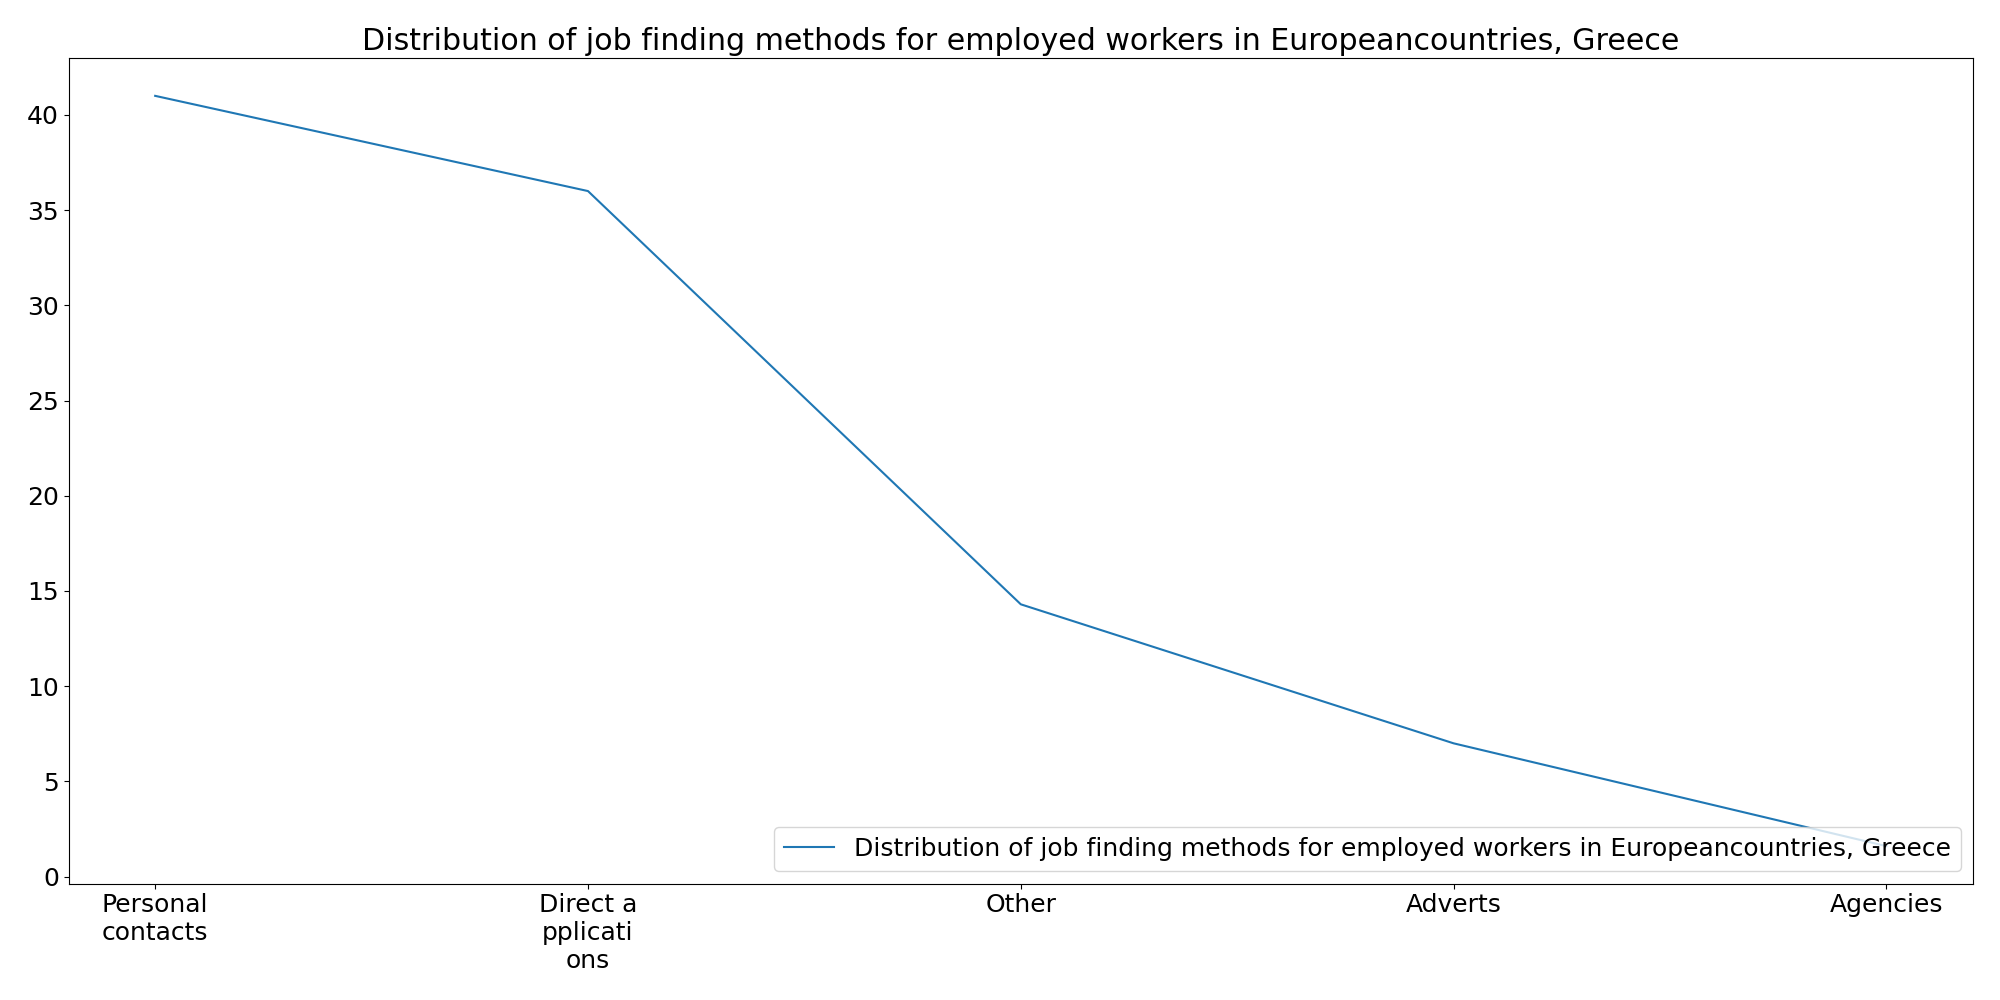 Distribution of job finding methods for employed workers in Europeancountries, Greece
40
35
30
25
20
15
10
5
0
Distribution of job finding methods for employed workers in Europeancountries, Greece
Personal
contacts
Direct a
pplicati
ons
Other
Adverts
Agencies